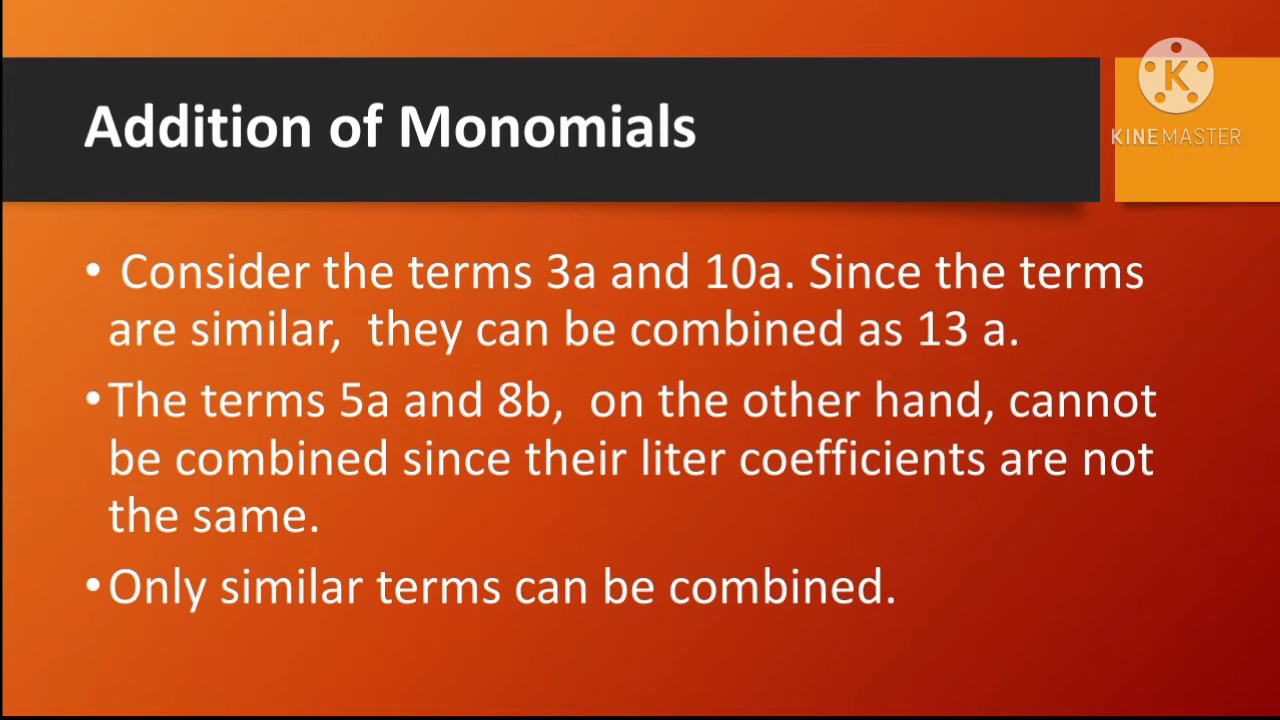 Addition of Monomials
K
KINEMASTER
• Consider the terms 3a and 10a. Since the terms
are similar, they can be combined as 13 a.
• The terms 5a and 8b, on the other hand, cannot
be combined since their liter coefficients are not
the same.
• Only similar terms can be combined.